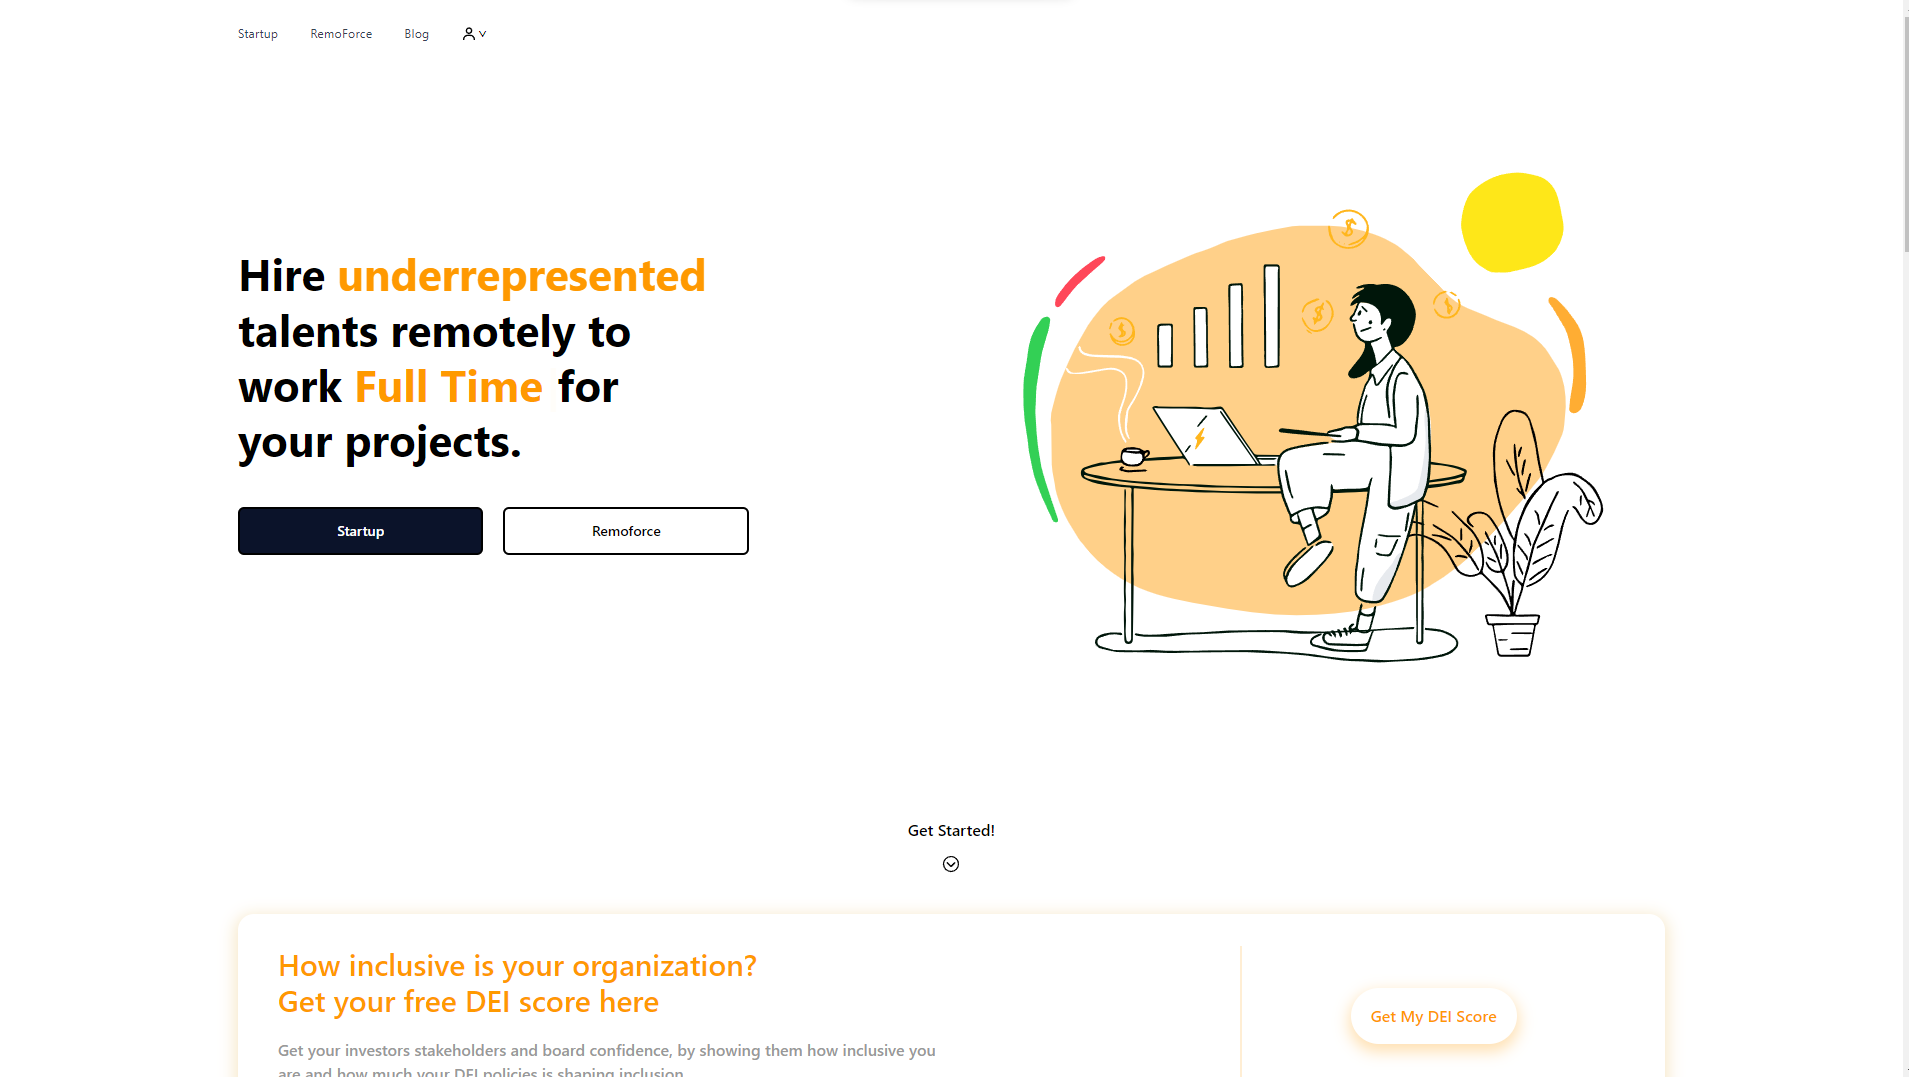 Startup RemoForce Blog
Hire underrepresented
talents remotely to
work Full Time for
your projects.
Startup Remoforce
Get Started!
How inclusive is your organization?
Get your free DEI score here
Get your investors stakeholders and board confidence, by showing them how inclusive you
are and how much your DEI policies is shaping inclusion
Get My DEI Score